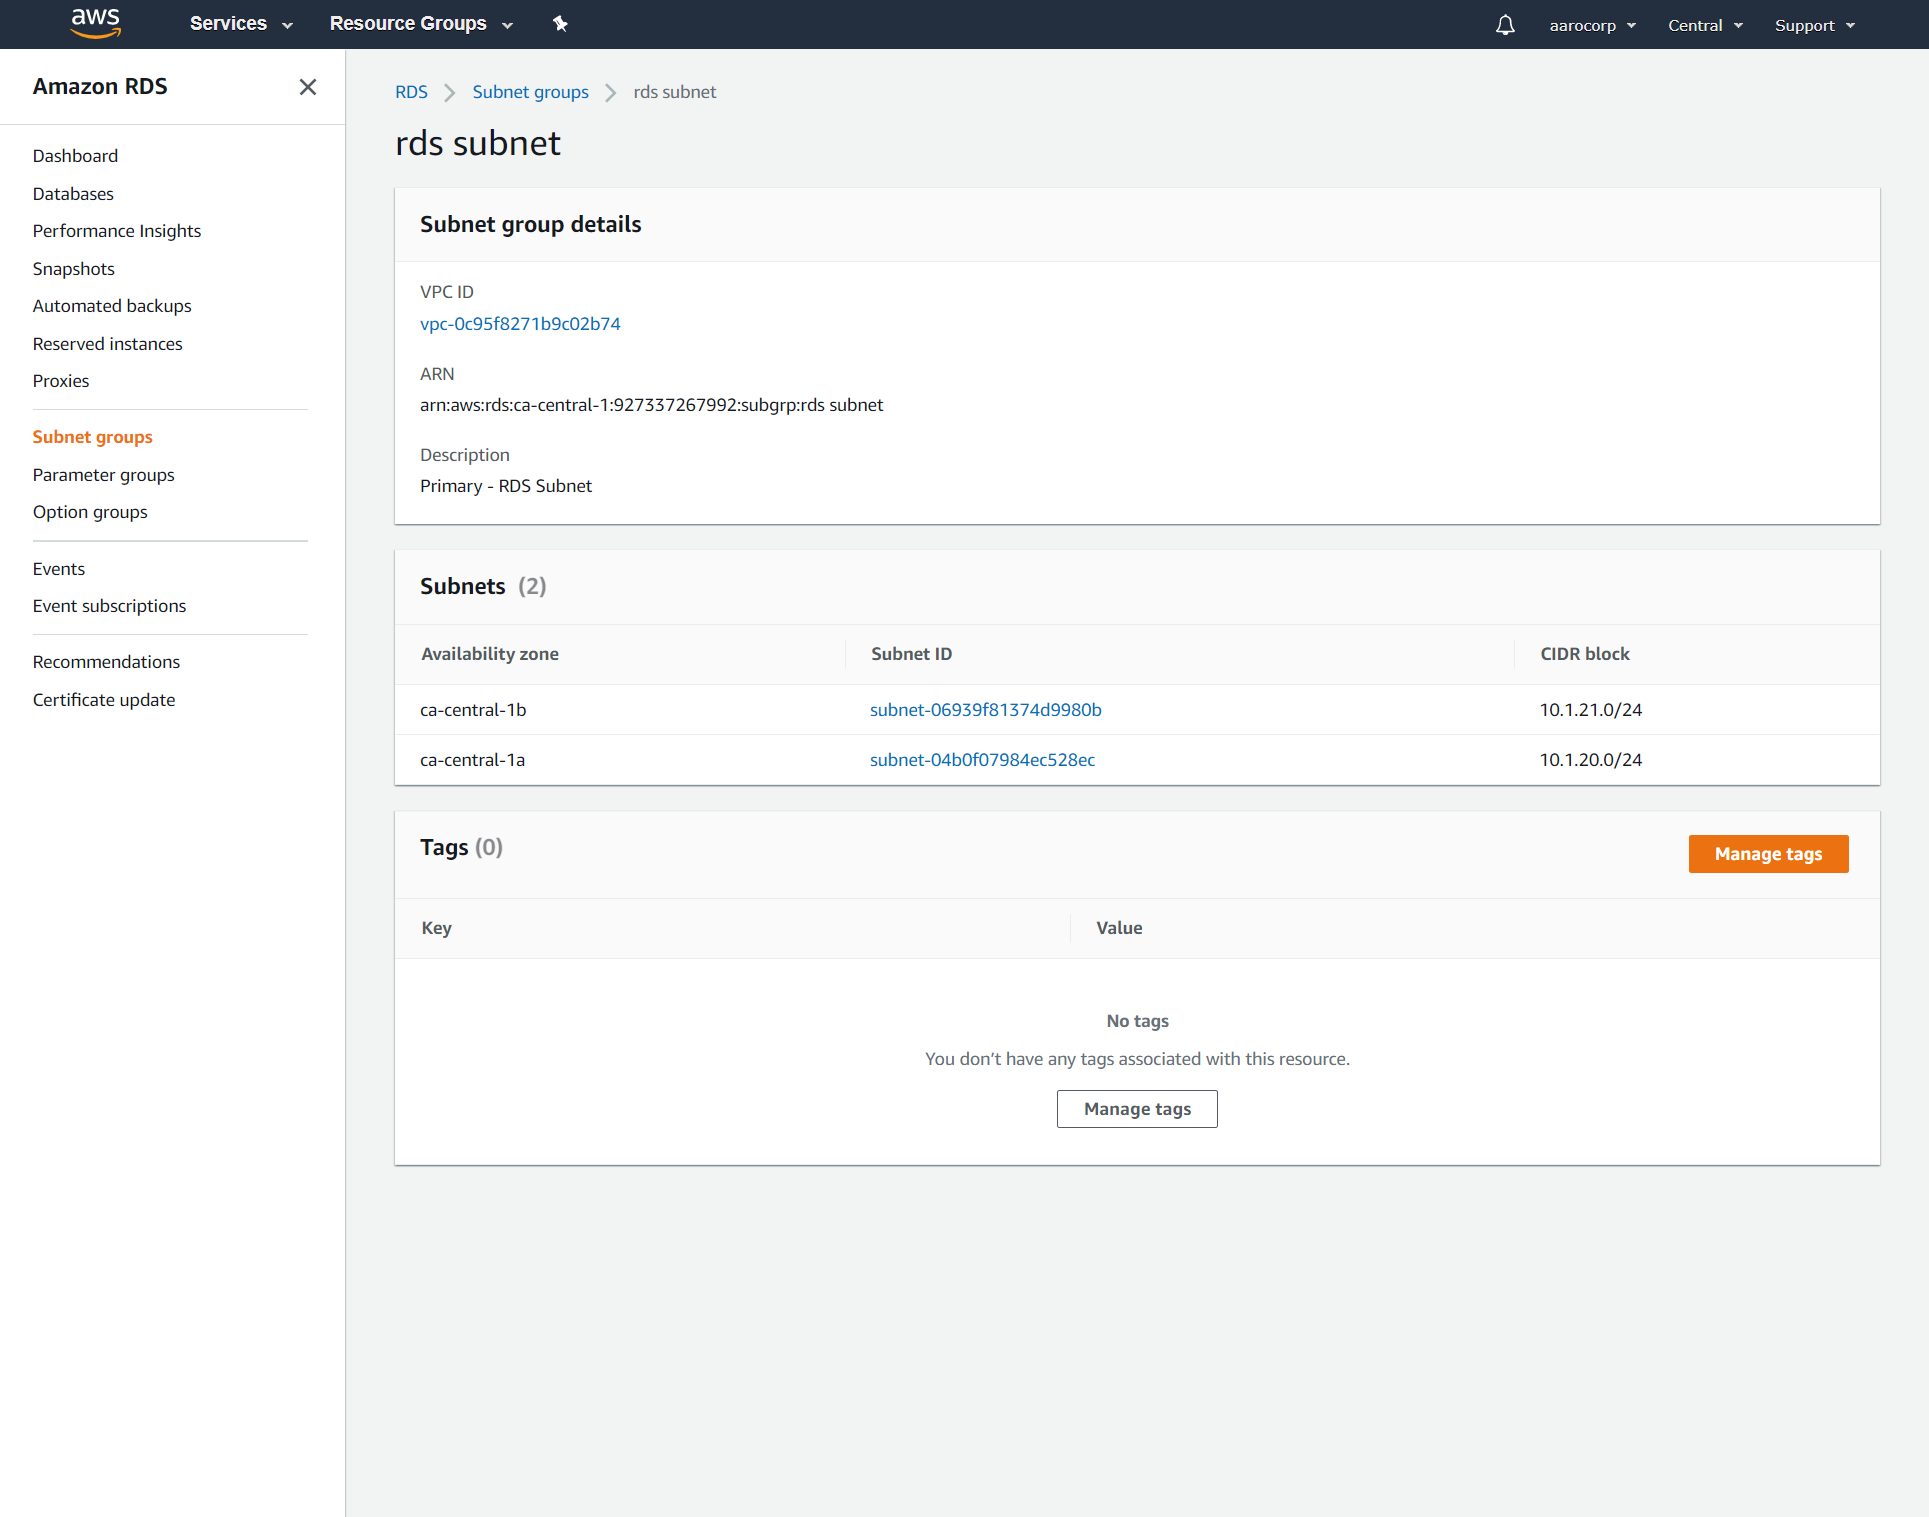 aws Services Resource Groups aarocorp Central Support
Amazon RDS
Dashboard
Databases
Performance Insights
Snapshots
Automated backups
Reserved instances
Proxies
Subnet groups
Parameter groups
Option groups
Events
Event subscriptions
Recommendations
Certificate update
RDS Subnet groups rds subnet
rds subnet
Subnet group details
VPC ID
vpc-0c95f8271b9c02b74
ARN
arn:aws:rds:ca-central-1:927337267992:subgrp:rds subnet
Description
Primary - RDS Subnet
Subnets (2)
Availability zone Subnet ID CIDR block
ca-central-1b subnet-06939f81374d9980b 10.1.21.0/24
ca-central-1a subnet-04b0f07984ec528ec 10.1.20.0/24
Tags (0) Manage tags
Key Value
No tags
You don’t have any tags associated with this resource.
Manage tags